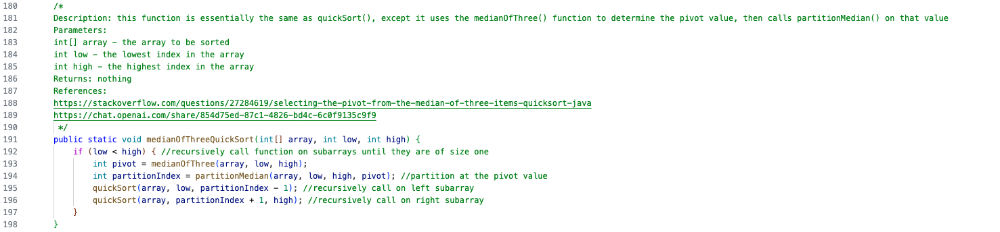 180 /*
181 Description: this function is essentially the same as quickSort(), except it uses the medianOfThree() function to determine the pivot value, then calls partitionMedian() on that value
182 Parameters:
183 int[] array – the array to be sorted
184 int low – the lowest index in the array
185 int high – the highest index in the array
186 Returns: nothing
187 References:
188 https://stackoverflow.com/questions/27284619/selecting-the-pivot-from-the-median-of-three-items-quicksort-java
189 https://chat.openai.com/share/854d75ed-87c1-4826-bd4c-6c0f9135c9f9
190 */
191 public static void medianOfThreeQuickSort(int[] array, int low, int high) {
192 if (low < high) { //recursively call function on subarrays until they are of size one
193 int pivot = medianOfThree(array, low, high);
194 int partitionIndex = partitionMedian(array, low, high, pivot); //partition at the pivot value
195 quickSort(array, low, partitionIndex - 1); //recursively call on left subarray
196 quickSort(array, partitionIndex + 1, high); //recursively call on right subarray
197 }
198 }